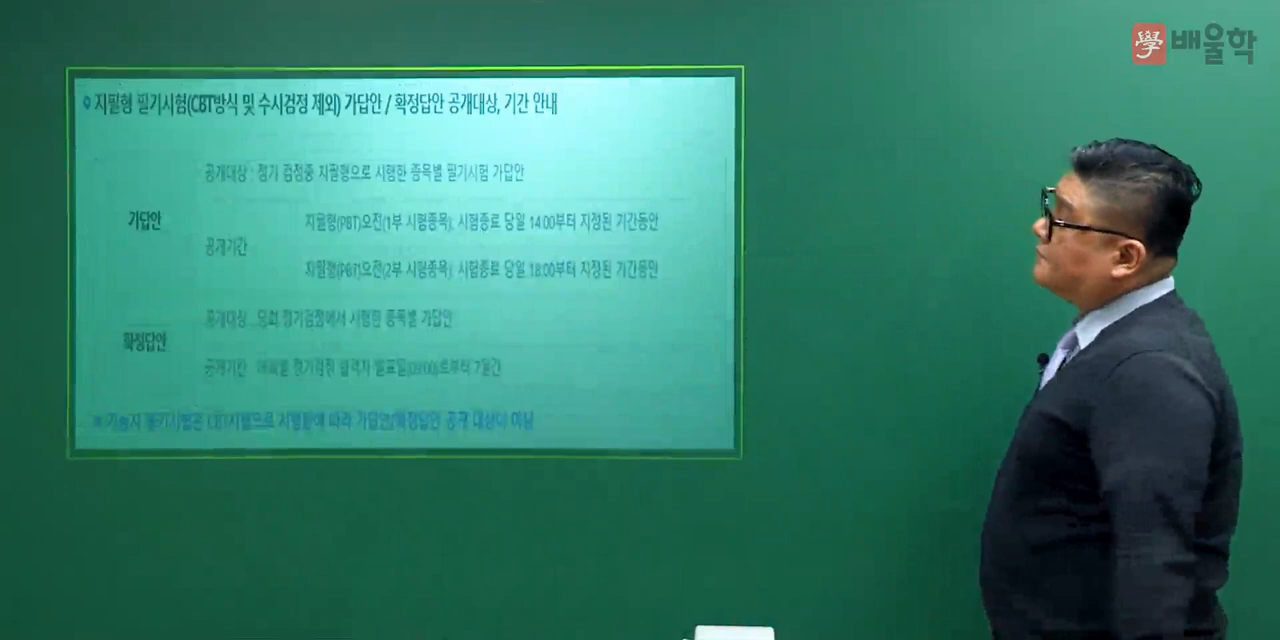 學 배울학
지필형 필기시험(CBT방식 및 수시검정 제외) 가답안 / 확정답안 공개대상, 기간 안내
공개대상 : 정기 검정중 지필형으로 시행한 종목별 필기시험 가답안
가답안
지필형(PBT)오전(1부 시험종목): 시험종료 당일 14:00부터 지정된 기간동안
공개기간
지필형(PBT)오전(2부 시험종목): 시험종료 당일 18:00부터 지정된 기간동안
공개대상 : 정기검정에서 시행한 종목별 가답안
확정답안
공개기간 : 정기검정 합격자 발표일(09:00)로부터 7일간
※ 기능사 필기시험은 CBT시험으로 시행됨에 따라 가답안/확정답안 공개 대상이 아님